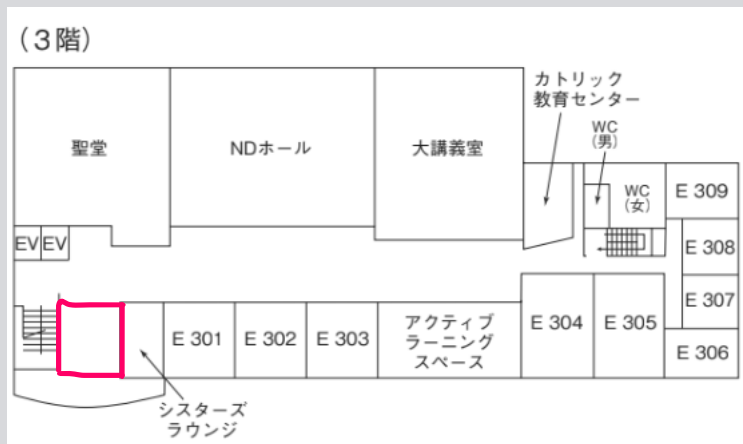 （３階）
カトリック
教育センター
WC
(男)
聖堂
NDホール
大講義室
WC
(女)
E 309
EV
EV
E 308
E 307
E 301
E 302
E 303
アクティブ
ラーニング
スペース
E 304
E 305
E 306
シスターズ
ラウンジ